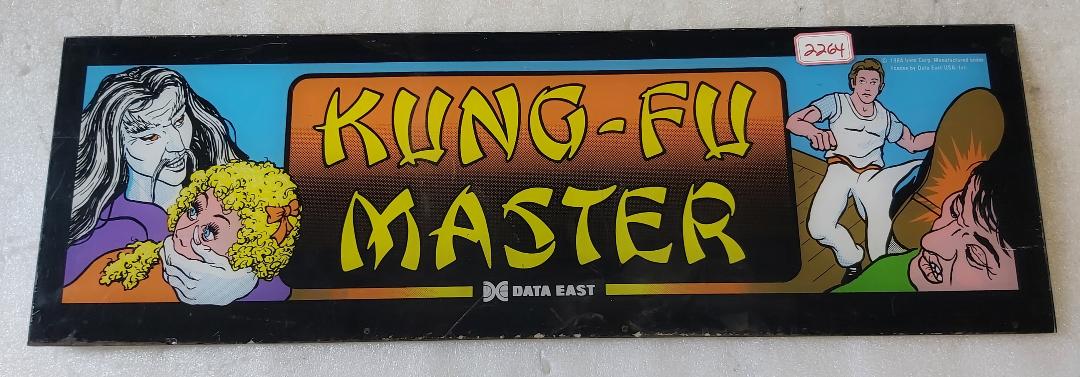 2264
© 1984 Irem Corp. Manufactured under
license by Data East USA, Inc.
KUNG-FU
MASTER
DATA EAST